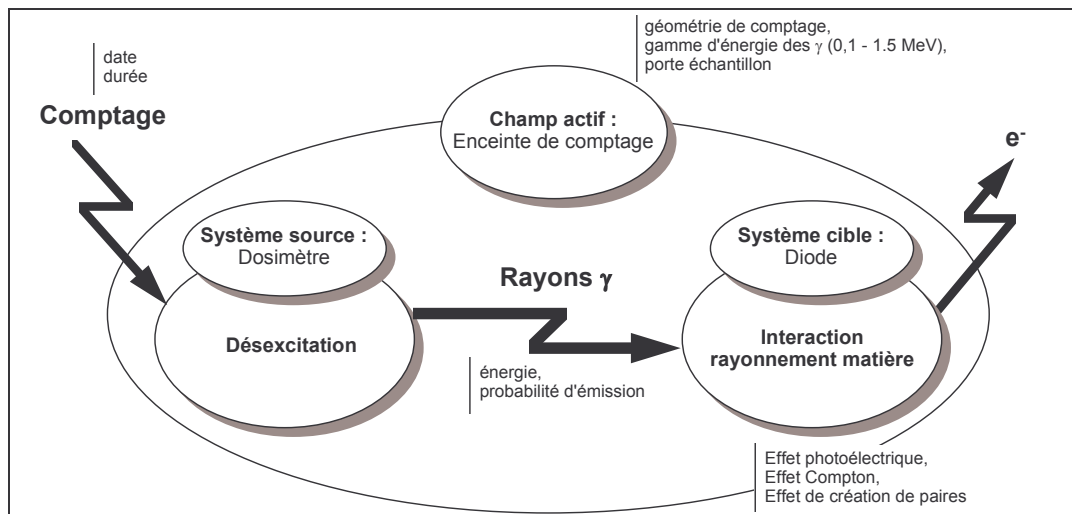 géométrie de comptage,
gamme d'énergie des γ (0,1 - 1.5 MeV),
porte échantillon
date
durée
Comptage
Champ actif :
Enceinte de comptage
e-
Système source :
Dosimètre
Système cible :
Diode
Rayons γ
Désexcitation
Interaction
rayonnement matière
énergie,
probabilité d'émission
Effet photoélectrique,
Effet Compton,
Effet de création de paires